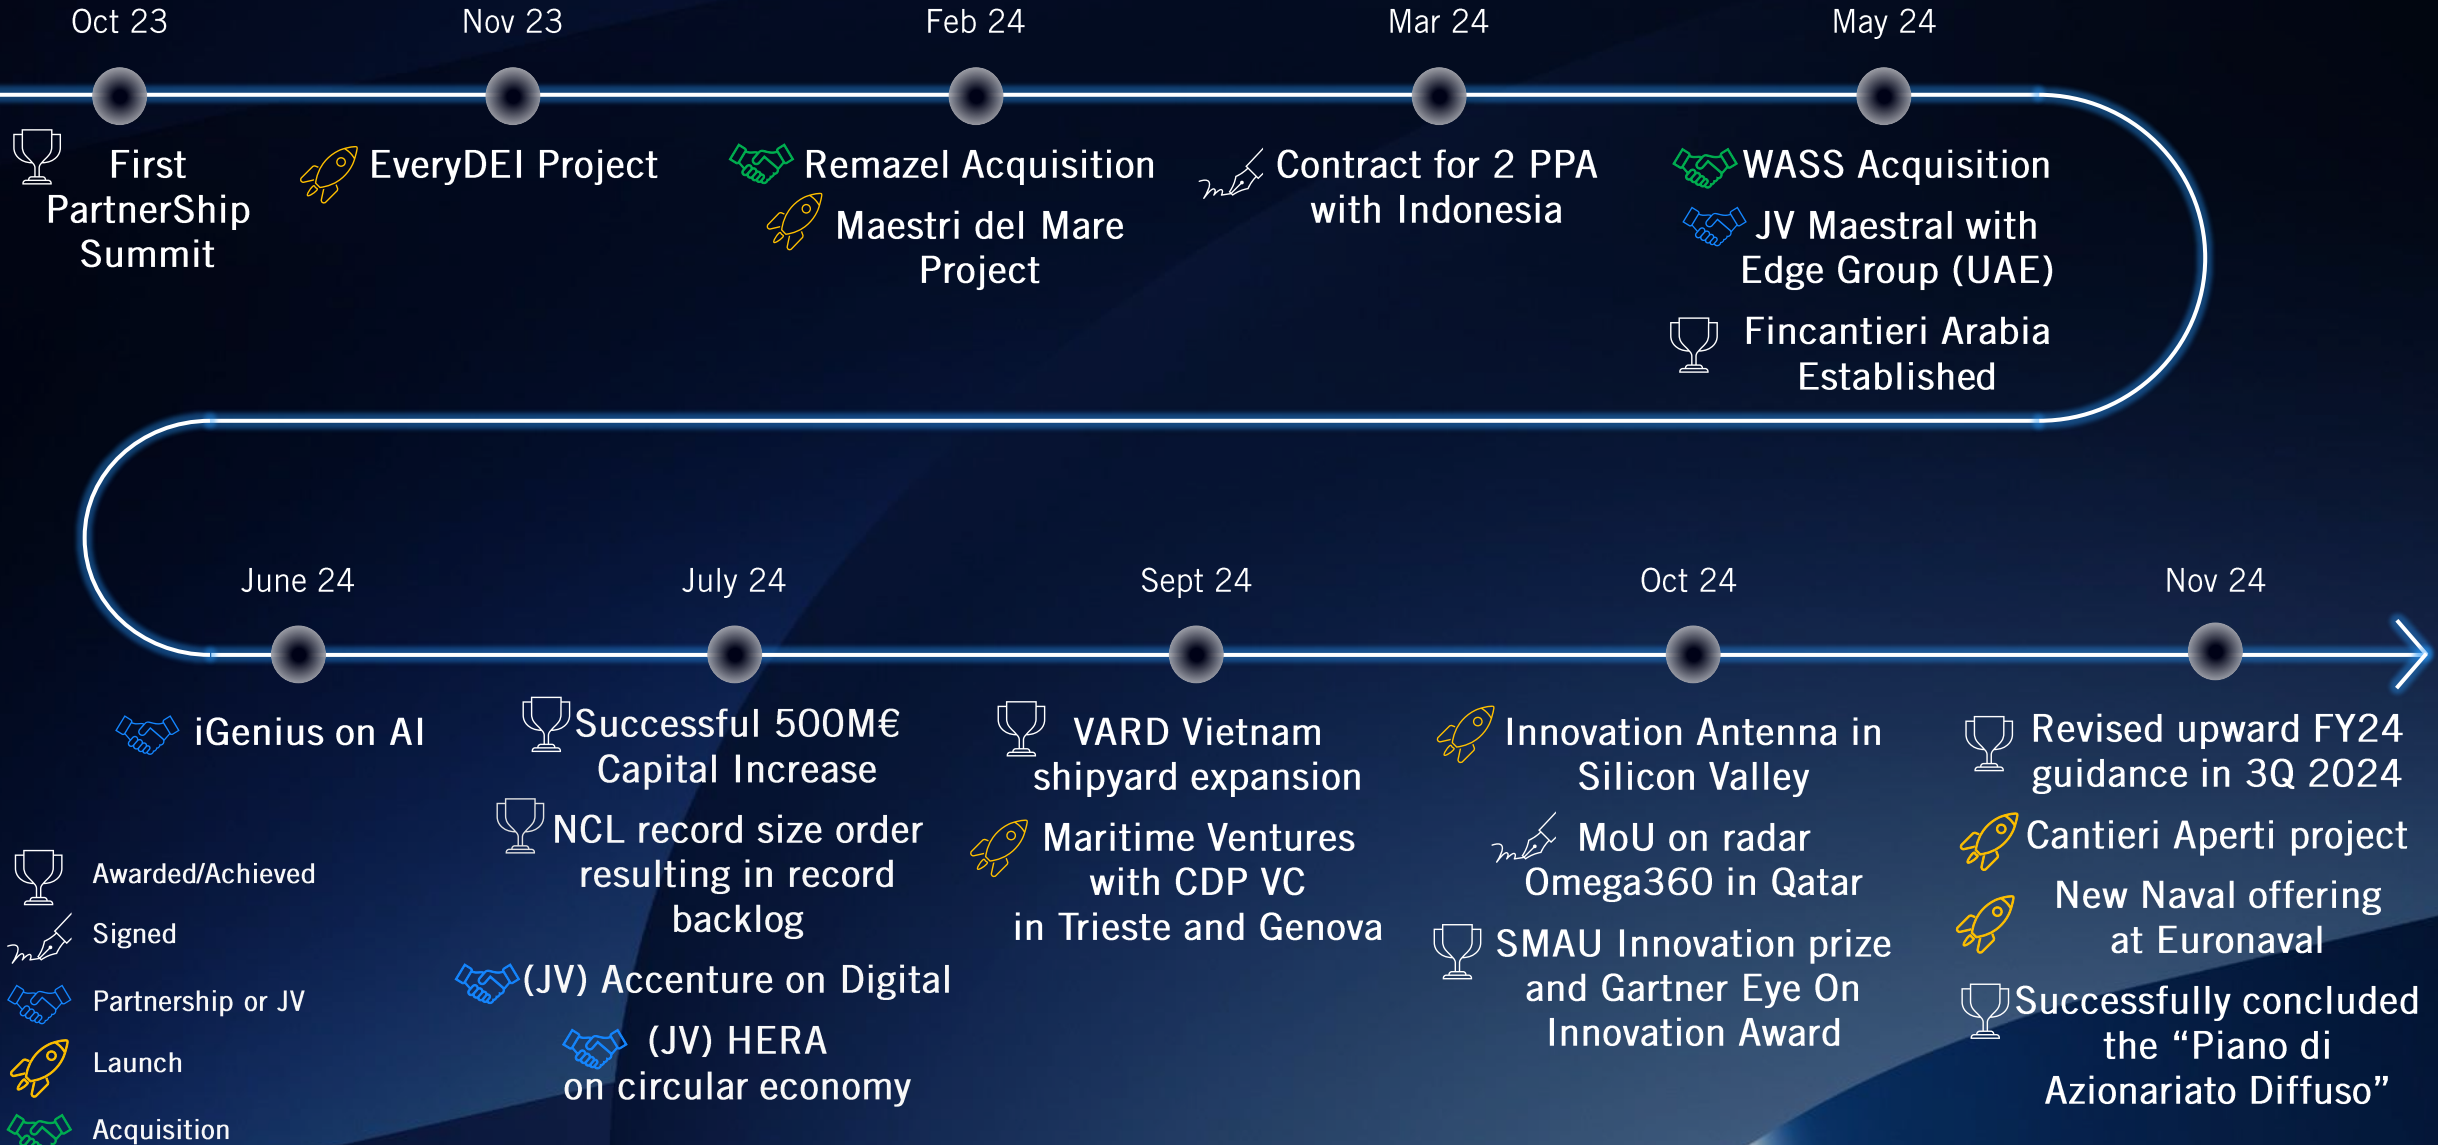 Oct 23
Nov 23
Feb 24
Mar 24
May 24
First
PartnerShip
Summit
EveryDEI Project
Remazel Acquisition
Maestri del Mare
Project
Contract for 2 PPA
with Indonesia
WASS Acquisition
JV Maestral with
Edge Group (UAE)
Fincantieri Arabia
Established
June 24
July 24
Sept 24
Oct 24
Nov 24
iGenius on AI
Successful 500M€
Capital Increase
NCL record size order
resulting in record
backlog
(JV) Accenture on Digital
(JV) HERA
on circular economy
VARD Vietnam
shipyard expansion
Maritime Ventures
with CDP VC
in Trieste and Genova
Innovation Antenna in
Silicon Valley
MoU on radar
Omega360 in Qatar
SMAU Innovation prize
and Gartner Eye On
Innovation Award
Revised upward FY24
guidance in 3Q 2024
Cantieri Aperti project
New Naval offering
at Euronaval
Successfully concluded
the “Piano di
Azionariato Diffuso”
Awarded/Achieved
Signed
Partnership or JV
Launch
Acquisition